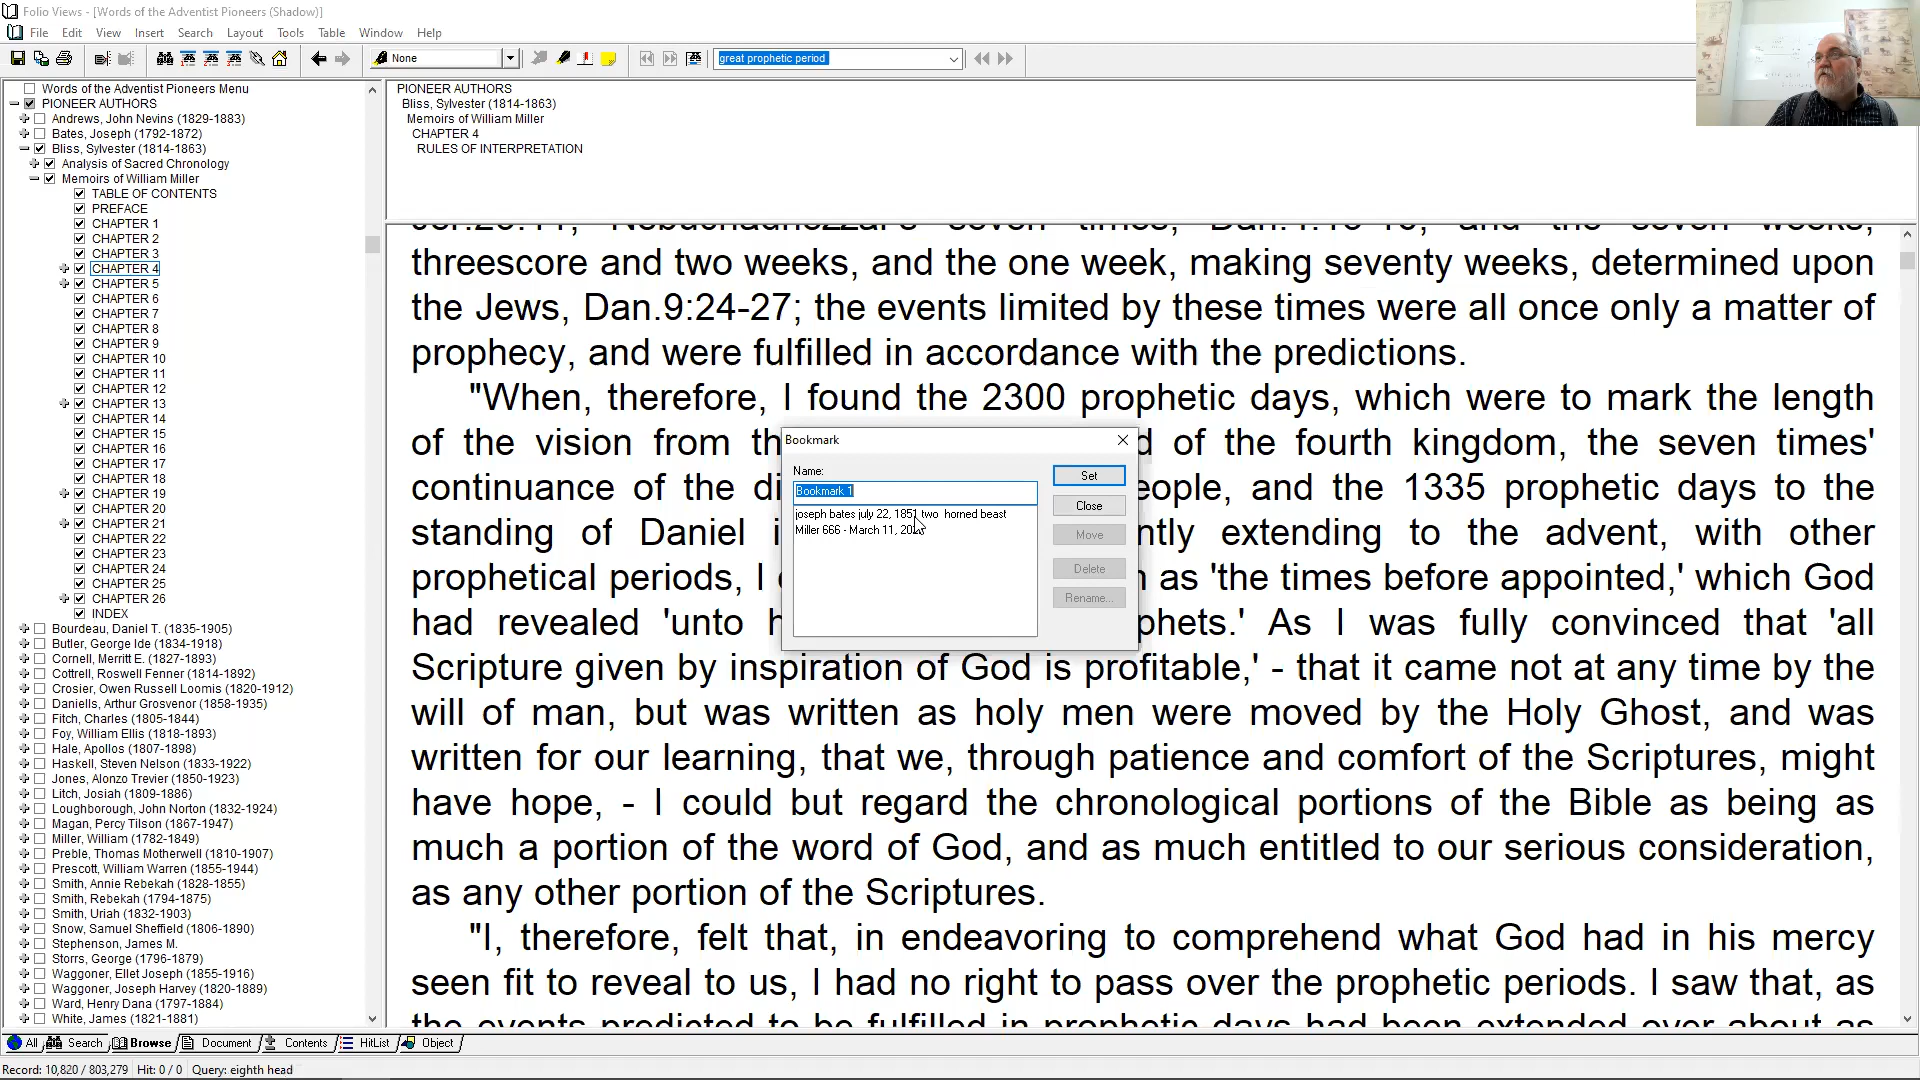 Folio Views - [Words of the Adventist Pioneers (Shadow)]
File Edit View Insert Search Layout Tools Table Window Help
None
great prophetic period
Words of the Adventist Pioneers Menu
PIONEER AUTHORS
Andrews, John Nevins (1829-1883)
Bates, Joseph (1792-1872)
Bliss, Sylvester (1814-1863)
Analysis of Sacred Chronology
Memoirs of William Miller
TABLE OF CONTENTS
PREFACE
CHAPTER 1
CHAPTER 2
CHAPTER 3
CHAPTER 4
CHAPTER 5
CHAPTER 6
CHAPTER 7
CHAPTER 8
CHAPTER 9
CHAPTER 10
CHAPTER 11
CHAPTER 12
CHAPTER 13
CHAPTER 14
CHAPTER 15
CHAPTER 16
CHAPTER 17
CHAPTER 18
CHAPTER 19
CHAPTER 20
CHAPTER 21
CHAPTER 22
CHAPTER 23
CHAPTER 24
CHAPTER 25
CHAPTER 26
INDEX
Bourdeau, Daniel T. (1835-1905)
Butler, George Ide (1834-1918)
Cornell, Merritt E. (1827-1893)
Cottrell, Roswell Fenner (1814-1892)
Crosier, Owen Russell Loomis (1820-1912)
Daniells, Arthur Grosvenor (1858-1935)
Fitch, Charles (1805-1844)
Foy, William Ellis (1818-1893)
Hale, Apollos (1807-1898)
Haskell, Steven Nelson (1833-1922)
Jones, Alonzo Trevier (1850-1923)
Litch, Josiah (1809-1886)
Loughborough, John Norton (1832-1924)
Magan, Percy Tilson (1867-1947)
Miller, William (1782-1849)
Preble, Thomas Motherwell (1810-1907)
Prescott, William Warren (1855-1944)
Smith, Annie Rebekah (1828-1855)
Smith, Rebekah (1794-1875)
Smith, Uriah (1832-1903)
Snow, Samuel Sheffield (1806-1890)
Stephenson, James M.
Storrs, George (1796-1879)
Waggoner, Ellet Joseph (1855-1916)
Waggoner, Joseph Harvey (1820-1889)
Ward, Henry Dana (1797-1884)
White, James (1821-1881)
PIONEER AUTHORS
Bliss, Sylvester (1814-1863)
Memoirs of William Miller
CHAPTER 4
RULES OF INTERPRETATION
seven times, Dan.4:13-16; and the seven weeks,
threescore and two weeks, and the one week, making seventy weeks, determined upon
the Jews, Dan.9:24-27; the events limited by these times were all once only a matter of
prophecy, and were fulfilled in accordance with the predictions.
"When, therefore, I found the 2300 prophetic days, which were to mark the length
of the vision from th d of the fourth kingdom, the seven times'
continuance of the di eople, and the 1335 prophetic days to the
standing of Daniel i ntly extending to the advent, with other
prophetical periods, I as 'the times before appointed,' which God
had revealed 'unto h phets.' As I was fully convinced that 'all
Scripture given by inspiration of God is profitable,' - that it came not at any time by the
will of man, but was written as holy men were moved by the Holy Ghost, and was
written for our learning, that we, through patience and comfort of the Scriptures, might
have hope, - I could but regard the chronological portions of the Bible as being as
much a portion of the word of God, and as much entitled to our serious consideration,
as any other portion of the Scriptures.
"I, therefore, felt that, in endeavoring to comprehend what God had in his mercy
seen fit to reveal to us, I had no right to pass over the prophetic periods. I saw that, as
the events predicted to be fulfilled in prophetic days had been extended over about as
Bookmark
Name:
Bookmark 1
joseph bates july 22, 1851 two horned beast
Miller 666 - March 11,
Set
Close
Move
Delete
Rename...
All Search Browse Document Contents HitList Object
Record: 10,820 / 803,279 Hit: 0 / 0 Query: eighth head